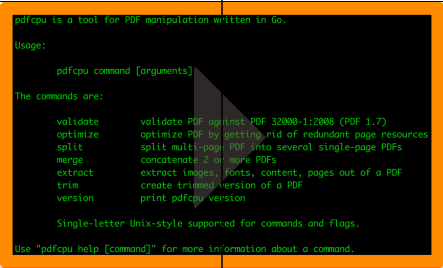 pdfcpu is a tool for PDF manipulation written in Go.
Usage:
pdfcpu command [arguments]
The commands are:
validate validate PDF against PDF 32000-1:2008 (PDF 1.7)
optimize optimize PDF by getting rid of redundant page resources
split split multi-page PDF into several single-page PDFs
merge concatenate 2 or more PDFs
extract extract images, fonts, content, pages out of a PDF
trim create trimmed version of a PDF
version print pdfcpu version
Single-letter Unix-style supported for commands and flags.
Use "pdfcpu help [command]" for more information about a command.